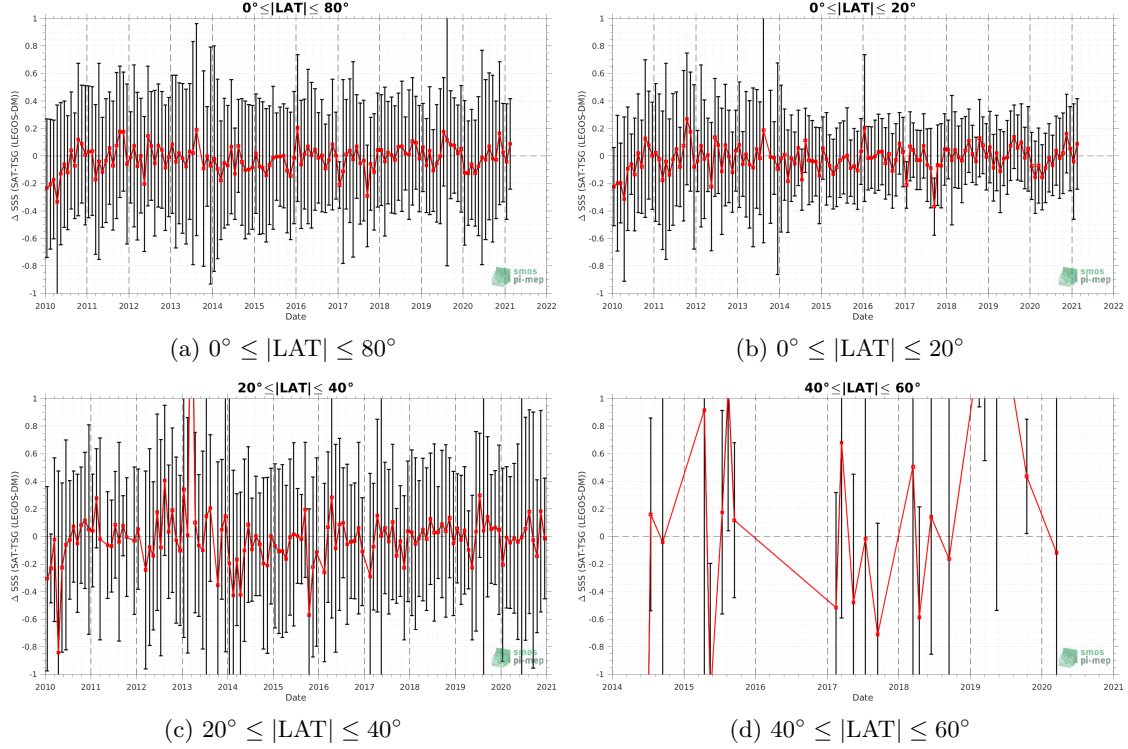 0°≤|LAT|≤ 80°
Δ SSS (SAT-TSG (LEGOS-DM))
1
0.8
0.6
0.4
0.2
0
-0.2
-0.4
-0.6
-0.8
-1
2010 2011 2012 2013 2014 2015 2016 2017 2018 2019 2020 2021 2022
Date
smos
pi-mep
(a) 0° ≤ |LAT| ≤ 80°
0°≤|LAT|≤ 20°
Δ SSS (SAT-TSG (LEGOS-DM))
1
0.8
0.6
0.4
0.2
0
-0.2
-0.4
-0.6
-0.8
-1
2010 2011 2012 2013 2014 2015 2016 2017 2018 2019 2020 2021 2022
Date
smos
pi-mep
(b) 0° ≤ |LAT| ≤ 20°
20°≤|LAT|≤ 40°
Δ SSS (SAT-TSG (LEGOS-DM))
1
0.8
0.6
0.4
0.2
0
-0.2
-0.4
-0.6
-0.8
-1
2010 2011 2012 2013 2014 2015 2016 2017 2018 2019 2020 2021
Date
smos
pi-mep
(c) 20° ≤ |LAT| ≤ 40°
40°≤|LAT|≤ 60°
Δ SSS (SAT-TSG (LEGOS-DM))
1
0.8
0.6
0.4
0.2
0
-0.2
-0.4
-0.6
-0.8
-1
2014 2015 2016 2017 2018 2019 2020 2021
Date
smos
pi-mep
(d) 40° ≤ |LAT| ≤ 60°